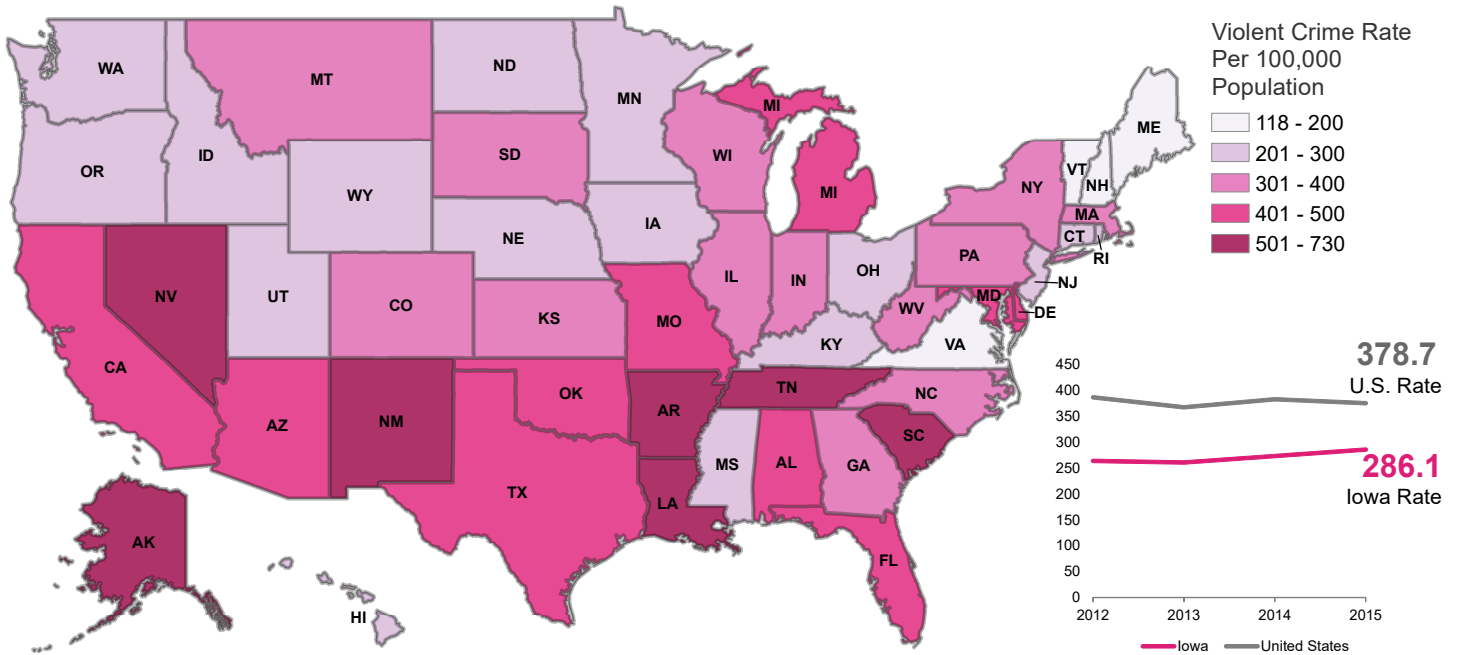 Violent Crime Rate
Per 100,000
Population
118 - 200
201 - 300
301 - 400
401 - 500
501 - 730
WA
MT
ND
MN
MI
ME
OR
ID
SD
WI
MI
NY
VT
NH
WY
MA
IA
NE
CT
RI
PA
OH
NV
UT
CO
IL
IN
NJ
MD
WV
DE
KS
MO
KY
VA
CA
TN
OK
NC
AR
AZ
NM
SC
MS
AL
GA
TX
LA
FL
AK
HI
378.7
U.S. Rate
286.1
Iowa Rate
450
400
350
300
250
200
150
100
50
0
2012 2013 2014 2015
Iowa United States